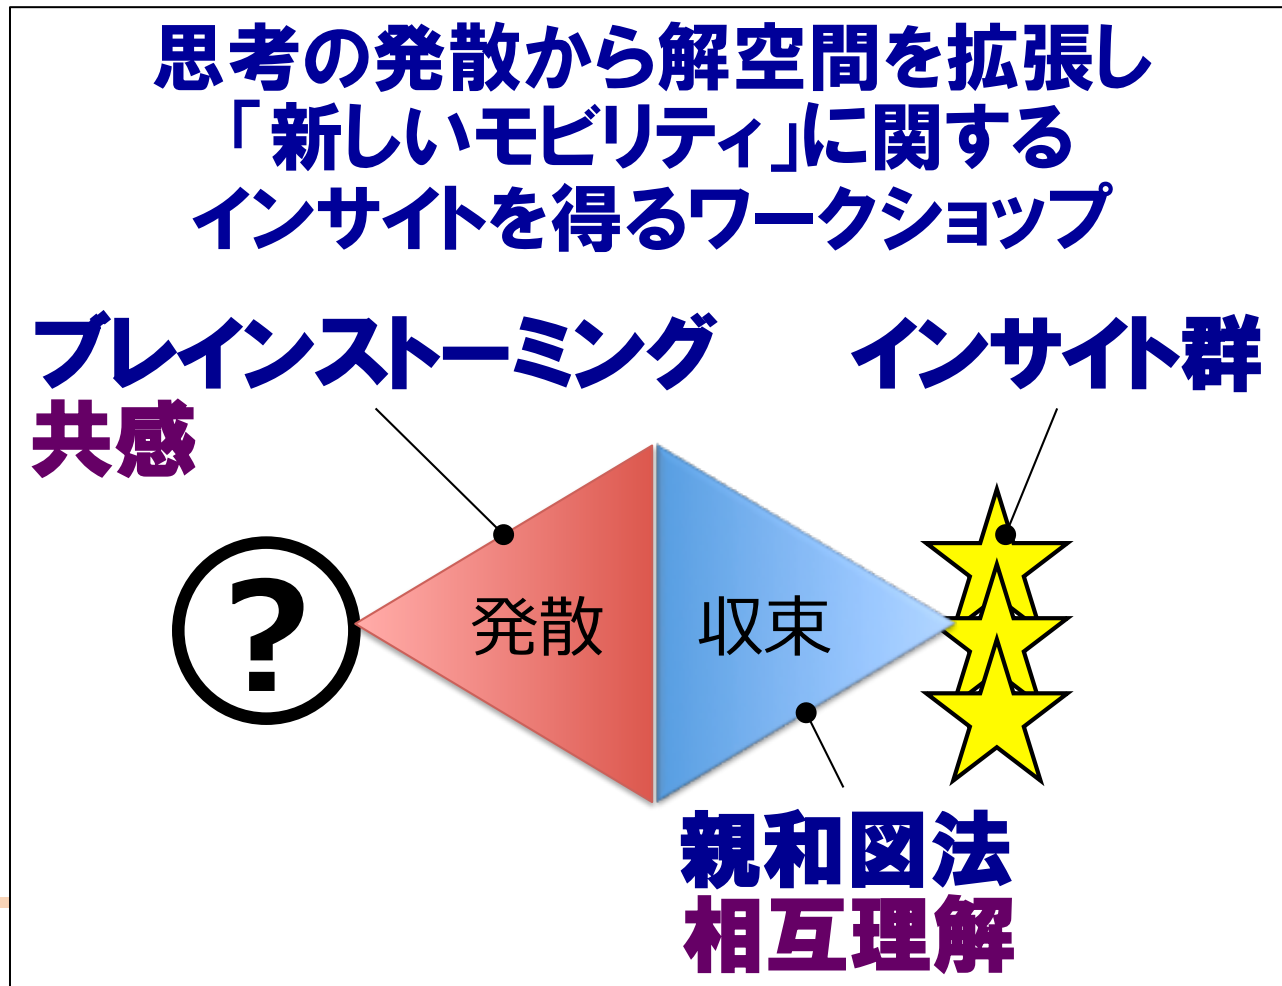 思考の発散から解空間を拡張し
「新しいモビリティ」に関する
インサイトを得るワークショップ
ブレインストーミング
共感
インサイト群
?
発散
収束
親和図法
相互理解